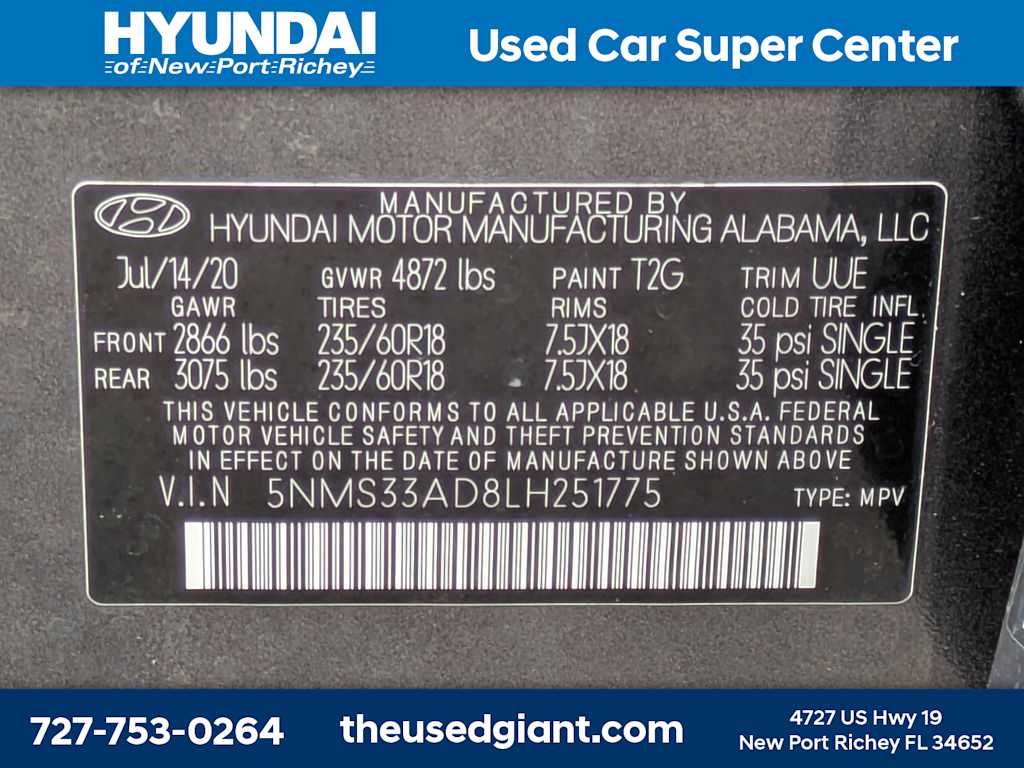 HYUNDAI
of New Port Richey
Used Car Super Center
MANUFACTURED BY
HYUNDAI MOTOR MANUFACTURING ALABAMA, LLC
Jul/14/20 GVWR 4872 lbs PAINT T2G TRIM UUE
GAWR TIRES RIMS COLD TIRE INFL.
FRONT 2866 lbs 235/60R18 7.5JX18 35 psi SINGLE
REAR 3075 lbs 235/60R18 7.5JX18 35 psi SINGLE
THIS VEHICLE CONFORMS TO ALL APPLICABLE U.S.A. FEDERAL
MOTOR VEHICLE SAFETY AND THEFT PREVENTION STANDARDS
IN EFFECT ON THE DATE OF MANUFACTURE SHOWN ABOVE
V.I.N 5NMS33AD8LH251775 TYPE: MPV
727-753-0264
theusedgiant.com
4727 US Hwy 19
New Port Richey FL 34652